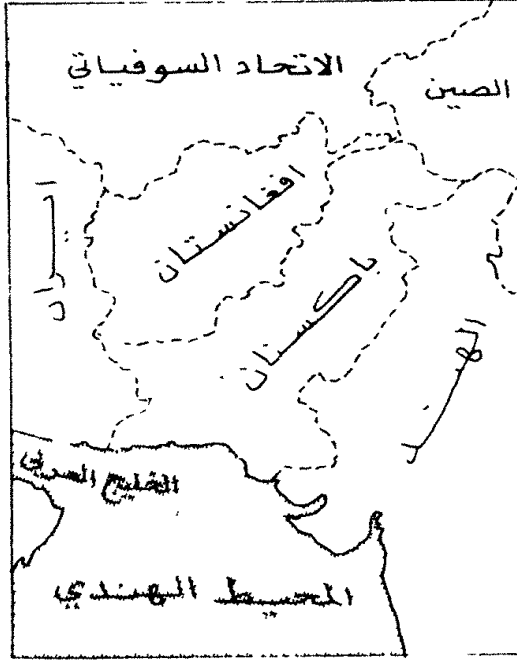 الاتحاد السوفياتي
الصين
افغانستان
ايران
باكستان
الهند
الخليج العربي
المحيط الهندي